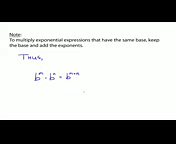 Note:
To multiply exponential expressions that have the same base, keep
the base and add the exponents.
Thus,
bᵐ · bⁿ = bᵐ⁺ⁿ